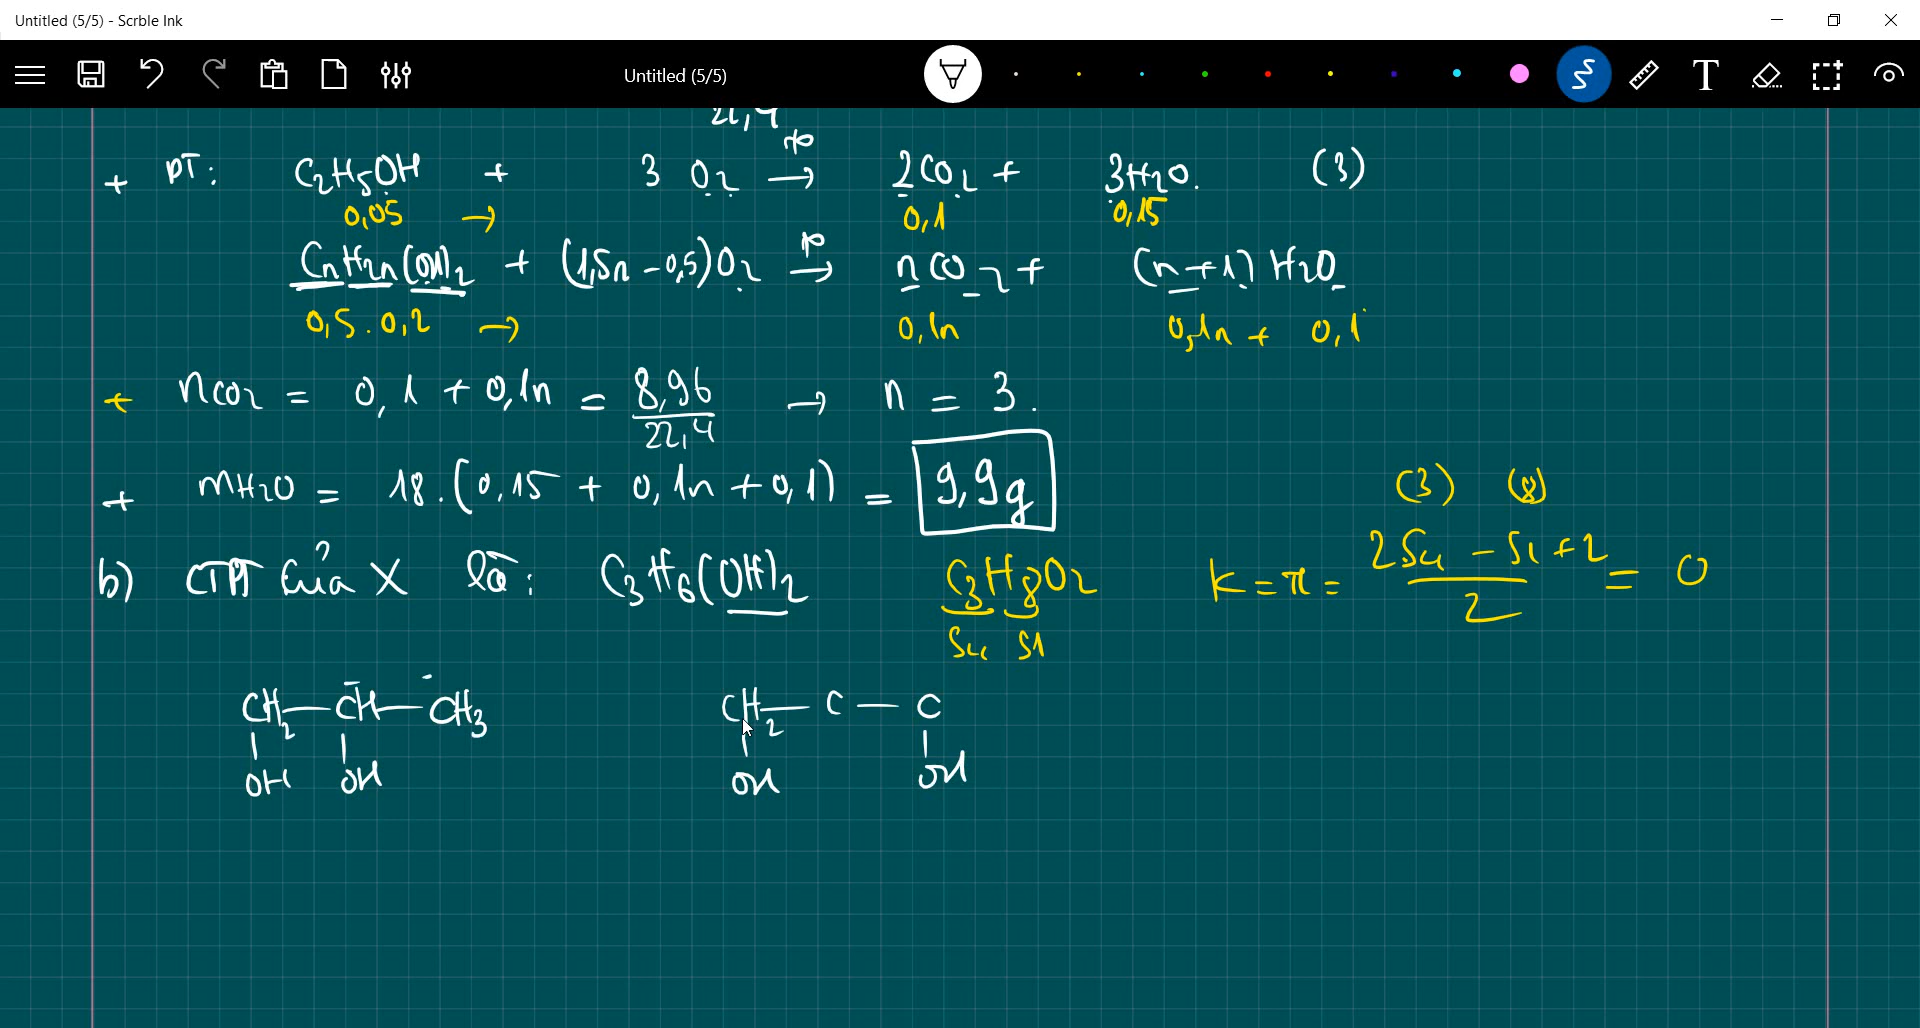 Untitled (5/5) - Scrble Ink
Untitled (5/5)
T
22,4
+ PT: C2H5OH + 3 O2 →(t°) 2CO2 + 3H2O. (3)
0,05 → 0,1 0,15
CnH2n(OH)2 + (1,5n - 0,5)O2 →(t°) nCO2 + (n+1) H2O
0,5 . 0,2 → 0,1n 0,1n + 0,1
+ nCO2 = 0,1 + 0,1n = 8,96/22,4 → n = 3.
+ mH2O = 18.(0,15 + 0,1n + 0,1) = 9,9g
(3) (8)
b) CTPT của X là: C3H6(OH)2 C3H8O2 K = π = (2S4 - S1 + 2)/2 = 0
S4 S1
CH2 — CH — CH3 CH2 — C — C
OH OH OH OH